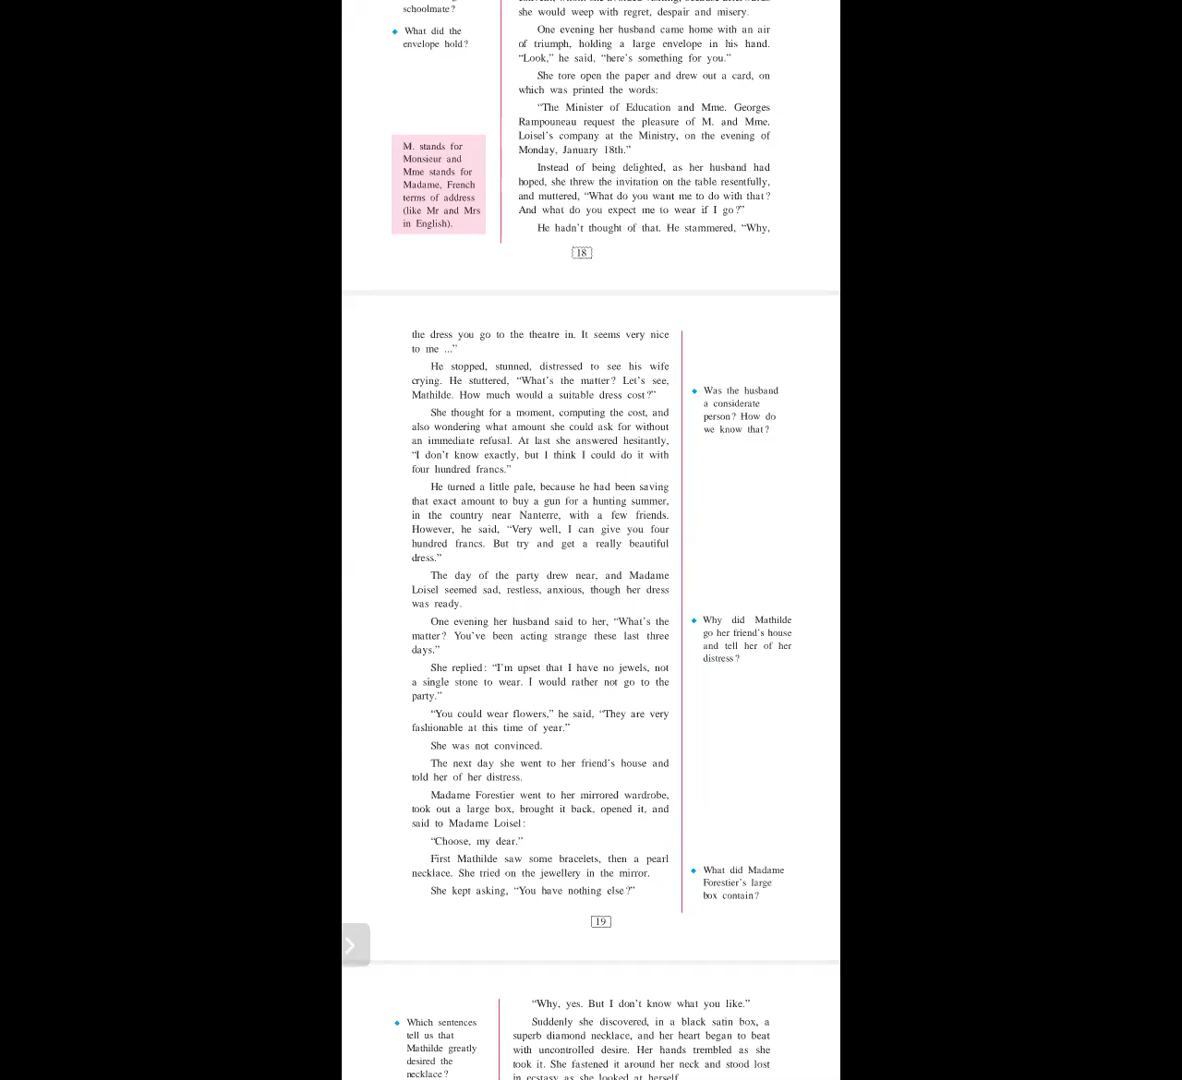 schoolmate?
◆ What did the
envelope hold?
M. stands for
Monsieur and
Mme stands for
Madame, French
terms of address
(like Mr and Mrs
in English).
she would weep with regret, despair and misery.
One evening her husband came home with an air
of triumph, holding a large envelope in his hand.
“Look,” he said, “here’s something for you.”
She tore open the paper and drew out a card, on
which was printed the words:
“The Minister of Education and Mme. Georges
Rampouneau request the pleasure of M. and Mme.
Loisel’s company at the Ministry, on the evening of
Monday, January 18th.”
Instead of being delighted, as her husband had
hoped, she threw the invitation on the table resentfully,
and muttered, “What do you want me to do with that?
And what do you expect me to wear if I go?”
He hadn’t thought of that. He stammered, “Why,
18
the dress you go to the theatre in. It seems very nice
to me ...”
He stopped, stunned, distressed to see his wife
crying. He stuttered, “What’s the matter? Let’s see,
Mathilde. How much would a suitable dress cost?”
She thought for a moment, computing the cost, and
also wondering what amount she could ask for without
an immediate refusal. At last she answered hesitantly,
“I don’t know exactly, but I think I could do it with
four hundred francs.”
He turned a little pale, because he had been saving
that exact amount to buy a gun for a hunting summer,
in the country near Nanterre, with a few friends.
However, he said, “Very well, I can give you four
hundred francs. But try and get a really beautiful
dress.”
The day of the party drew near, and Madame
Loisel seemed sad, restless, anxious, though her dress
was ready.
One evening her husband said to her, “What’s the
matter? You’ve been acting strange these last three
days.”
She replied: “I’m upset that I have no jewels, not
a single stone to wear. I would rather not go to the
party.”
“You could wear flowers,” he said, “They are very
fashionable at this time of year.”
She was not convinced.
The next day she went to her friend’s house and
told her of her distress.
Madame Forestier went to her mirrored wardrobe,
took out a large box, brought it back, opened it, and
said to Madame Loisel:
“Choose, my dear.”
First Mathilde saw some bracelets, then a pearl
necklace. She tried on the jewellery in the mirror.
She kept asking, “You have nothing else?”
◆ Was the husband
a considerate
person? How do
we know that?
◆ Why did Mathilde
go her friend’s house
and tell her of her
distress?
◆ What did Madame
Forestier’s large
box contain?
19
◆ Which sentences
tell us that
Mathilde greatly
desired the
necklace?
“Why, yes. But I don’t know what you like.”
Suddenly she discovered, in a black satin box, a
superb diamond necklace, and her heart began to beat
with uncontrolled desire. Her hands trembled as she
took it. She fastened it around her neck and stood lost
in ecstasy as she looked at herself.